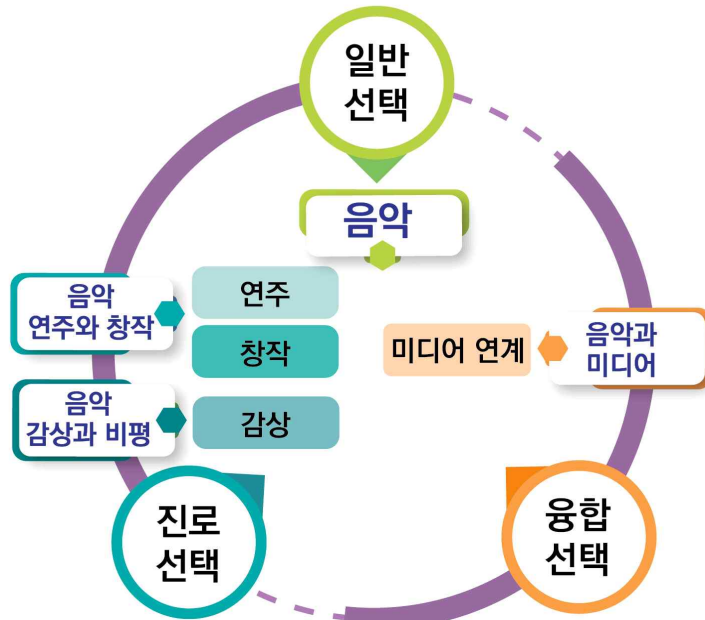 일반
선택
음악
음악
연주와 창작
연주
창작
음악
감상과 비평
감상
미디어 연계
음악과
미디어
진로
선택
융합
선택